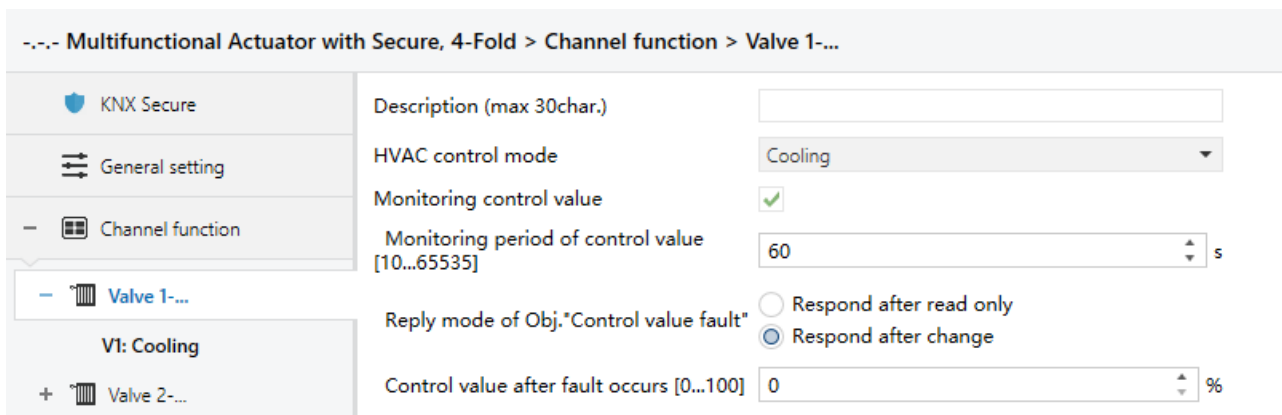 -.-.- Multifunctional Actuator with Secure, 4-Fold > Channel function > Valve 1-...
KNX Secure
General setting
Channel function
Valve 1-...
V1: Cooling
Valve 2-...
Description (max 30char.)
HVAC control mode
Cooling
Monitoring control value
Monitoring period of control value
[10...65535]
60 s
Reply mode of Obj."Control value fault"
Respond after read only
Respond after change
Control value after fault occurs [0...100]
0 %